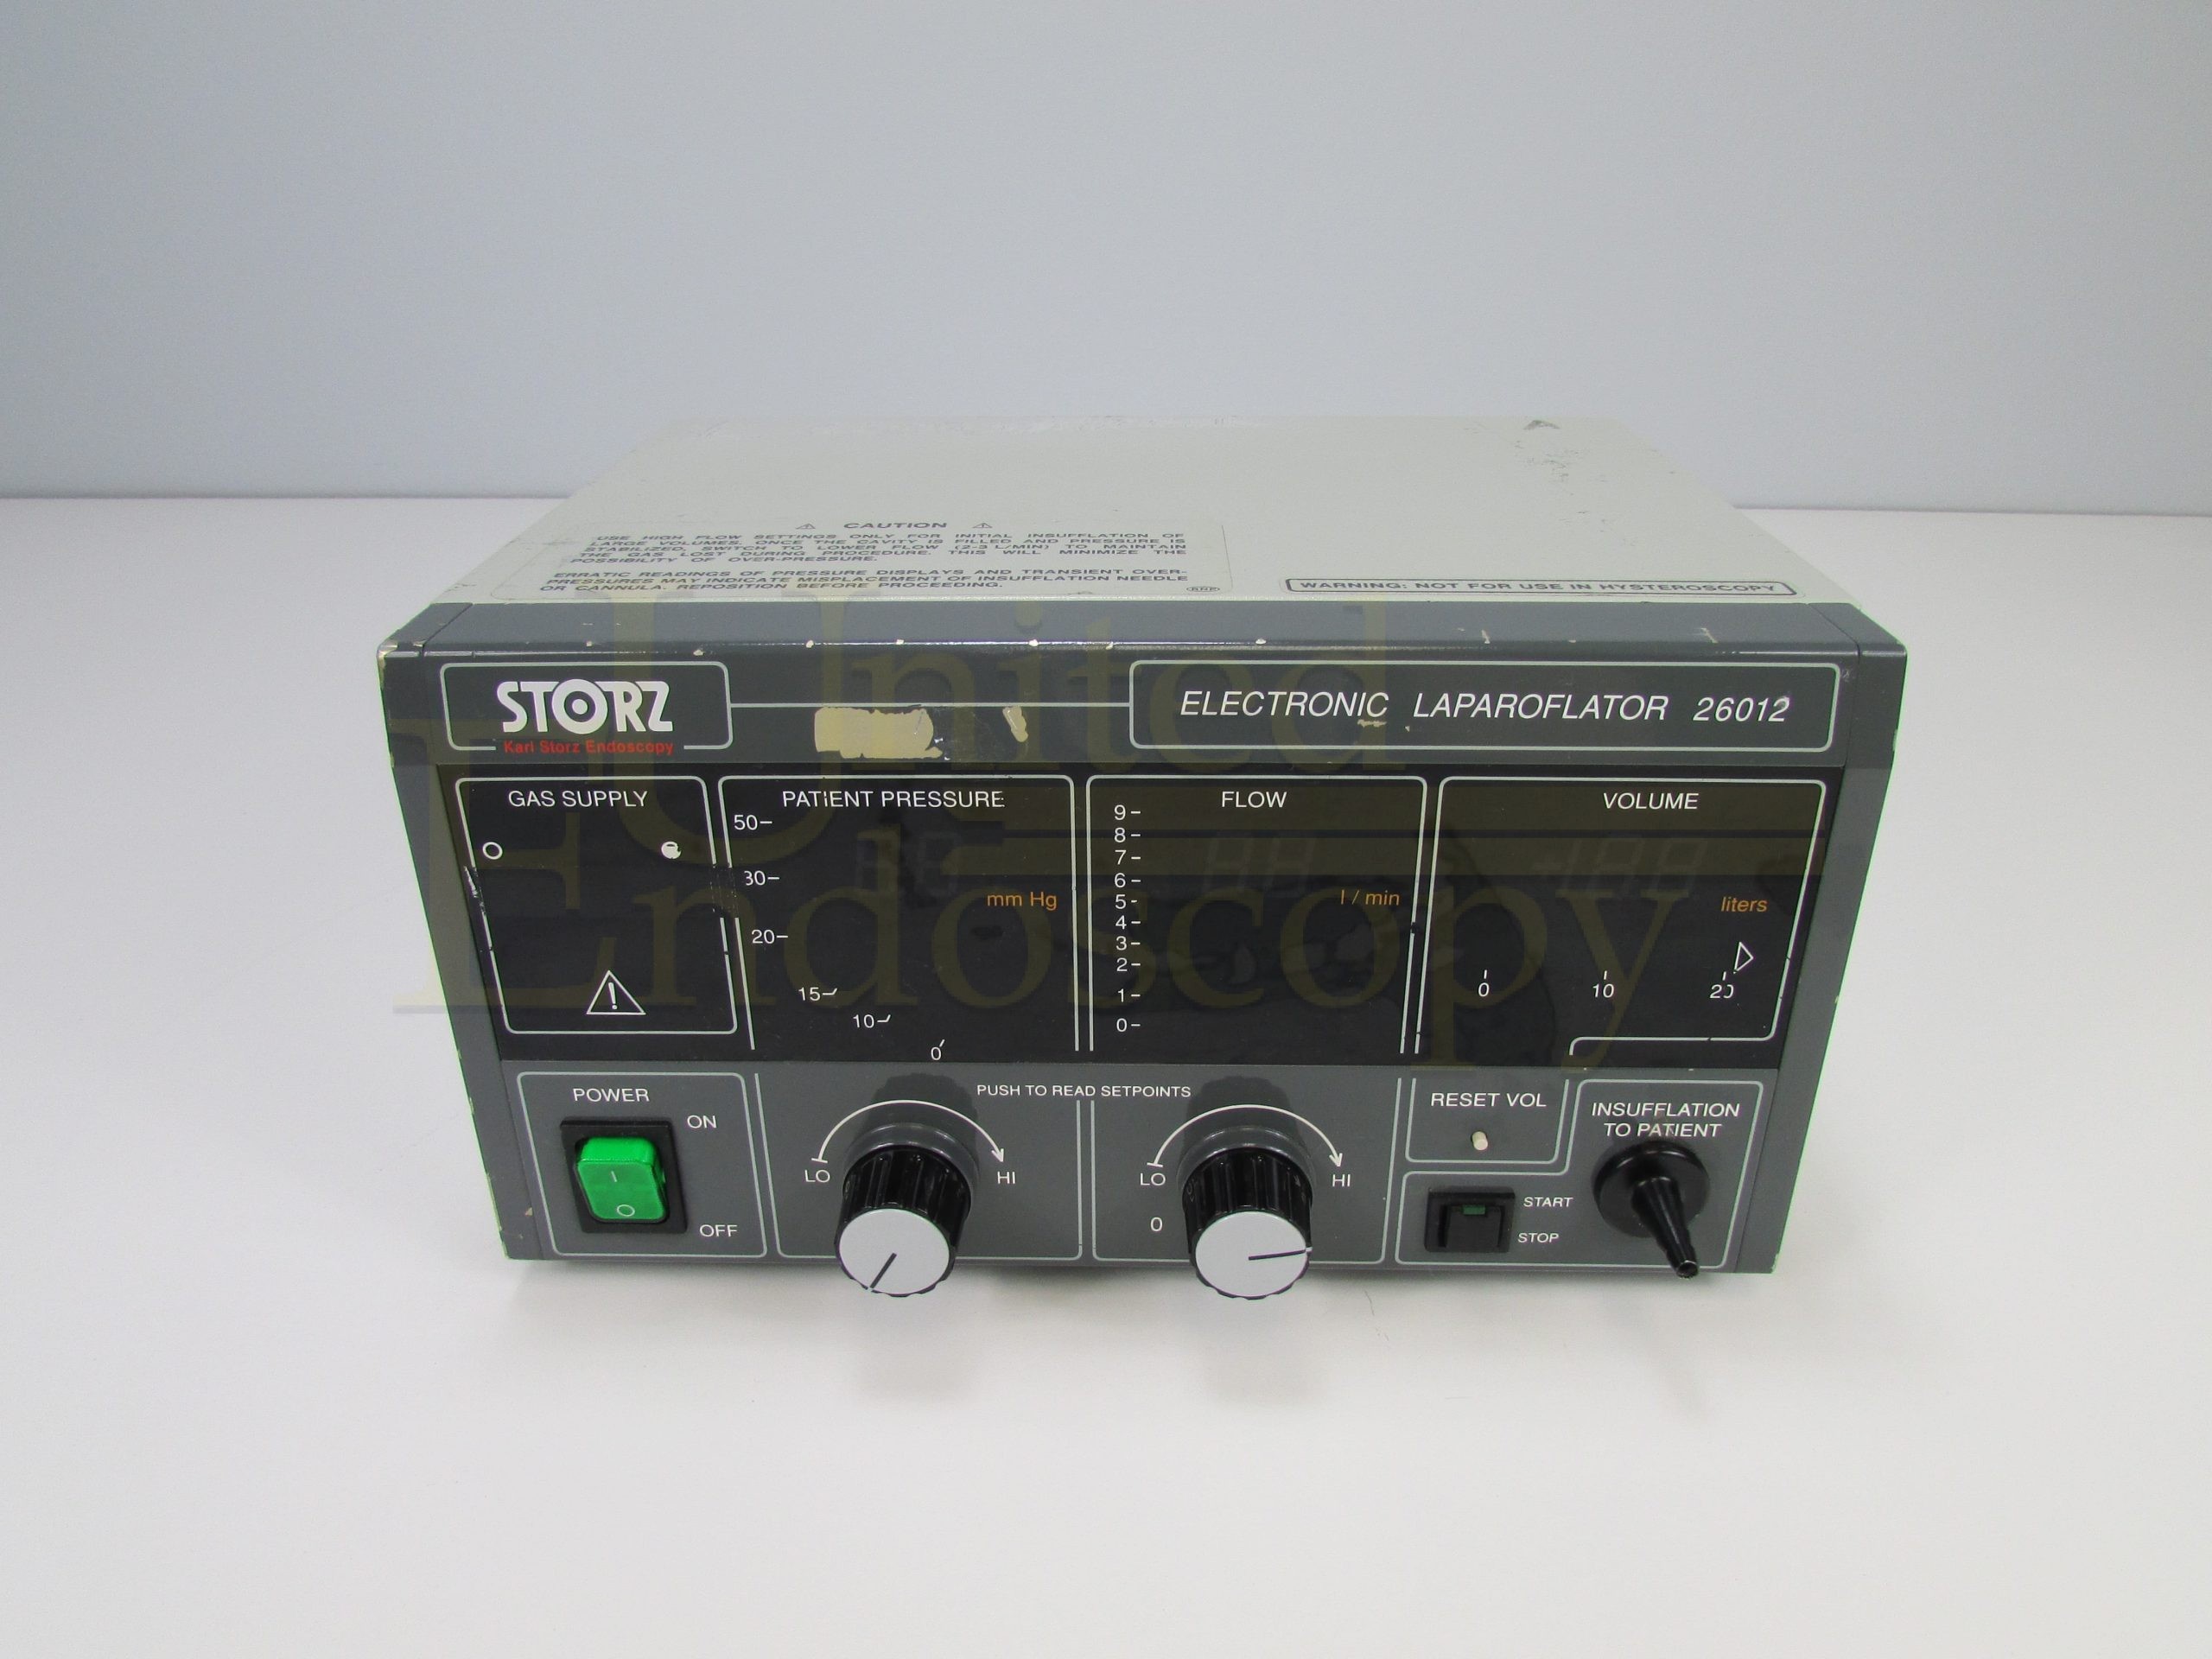 ⚠ CAUTION ⚠
USE HIGH FLOW SETTINGS ONLY FOR INITIAL INSUFFLATION OF
LARGE VOLUMES. ONCE THE CAVITY IS FILLED AND PRESSURE IS
STABILIZED, SWITCH TO LOWER FLOW (2-3 L/MIN) TO MAINTAIN
THE GAS LOST DURING PROCEDURE. THIS WILL MINIMIZE THE
POSSIBILITY OF OVER-PRESSURE.
ERRATIC READINGS OF PRESSURE DISPLAYS AND TRANSIENT OVER-
PRESSURES MAY INDICATE MISPLACEMENT OF INSUFFLATION NEEDLE
OR CANNULA. REPOSITION BEFORE PROCEEDING.
WARNING: NOT FOR USE IN HYSTEROSCOPY
STORZ
Karl Storz Endoscopy
ELECTRONIC LAPAROFLATOR 26012
United
Endoscopy
GAS SUPPLY
PATIENT PRESSURE
50
30
20
15
10
0
mm Hg
FLOW
9
8
7
6
5
4
3
2
1
0
l / min
VOLUME
liters
0 10 20
POWER
ON
OFF
PUSH TO READ SETPOINTS
LO HI
LO HI
0
RESET VOL
START
STOP
INSUFFLATION
TO PATIENT